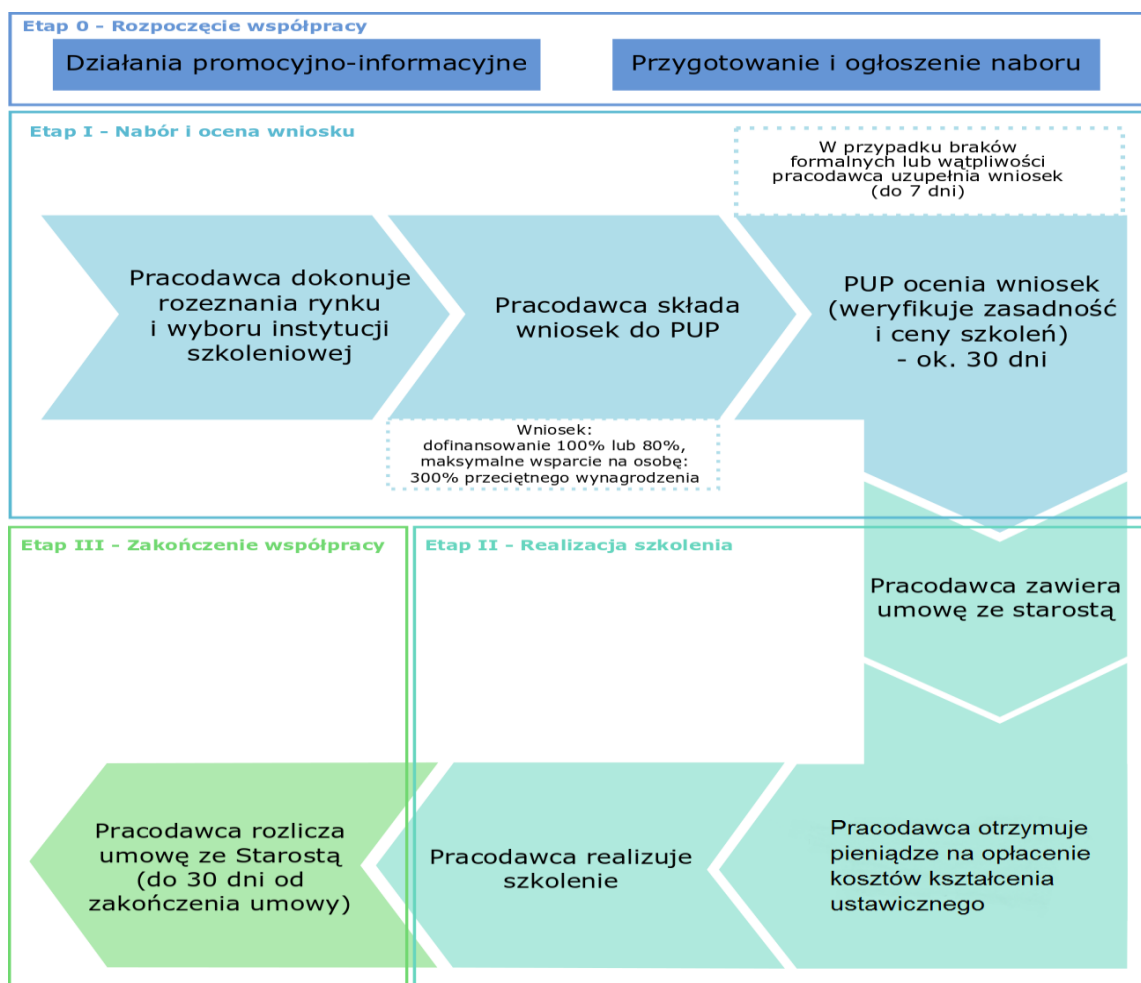 Etap 0 - Rozpoczęcie współpracy
Działania promocyjno-informacyjne
Przygotowanie i ogłoszenie naboru
Etap I - Nabór i ocena wniosku
W przypadku braków
formalnych lub wątpliwości
pracodawca uzupełnia wniosek
(do 7 dni)
Pracodawca dokonuje
rozeznania rynku
i wyboru instytucji
szkoleniowej
Pracodawca składa
wniosek do PUP
PUP ocenia wniosek
(weryfikuje zasadność
i ceny szkoleń)
- ok. 30 dni
Wniosek:
dofinansowanie 100% lub 80%,
maksymalne wsparcie na osobę:
300% przeciętnego wynagrodzenia
Etap II - Realizacja szkolenia
Pracodawca zawiera
umowę ze starostą
Pracodawca otrzymuje
pieniądze na opłacenie
kosztów kształcenia
ustawicznego
Pracodawca realizuje
szkolenie
Etap III - Zakończenie współpracy
Pracodawca rozlicza
umowę ze Starostą
(do 30 dni od
zakończenia umowy)